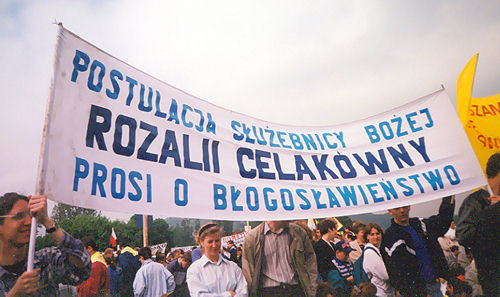 POSTULACJA SŁUŻEBNICY BOŻEJ
ROZALII CELAKÓWNY
PROSI O BŁOGOSŁAWIEŃSTWO